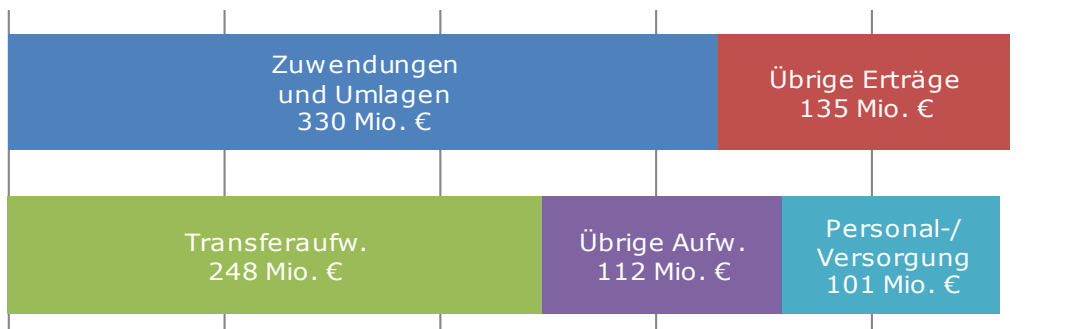 Zuwendungen
und Umlagen
330 Mio. €
Übrige Erträge
135 Mio. €
Transferaufw.
248 Mio. €
Übrige Aufw.
112 Mio. €
Personal-/
Versorgung
101 Mio. €